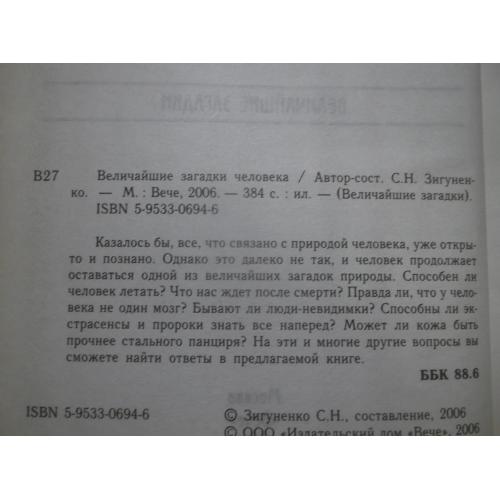 ВЕЛИЧАЙШИЕ ЗАГАДКИ
В27
Величайшие загадки человека / Автор-сост. С.Н. Зигунен-
ко. — М. : Вече, 2006. — 384 с. : ил. — (Величайшие загадки).
ISBN 5-9533-0694-6
Казалось бы, все, что связано с природой человека, уже откры-
то и познано. Однако это далеко не так, и человек продолжает
оставаться одной из величайших загадок природы. Способен ли
человек летать? Что нас ждет после смерти? Правда ли, что у чело-
века не один мозг? Бывают ли люди-невидимки? Способны ли эк-
страсенсы и пророки знать все наперед? Может ли кожа быть
прочнее стального панциря? На эти и многие другие вопросы вы
сможете найти ответы в предлагаемой книге.
ББК 88.6
Москва
ISBN 5-9533-0694-6
© Зигуненко С.Н., составление, 2006
© ООО «Издательский дом «Вече», 2006